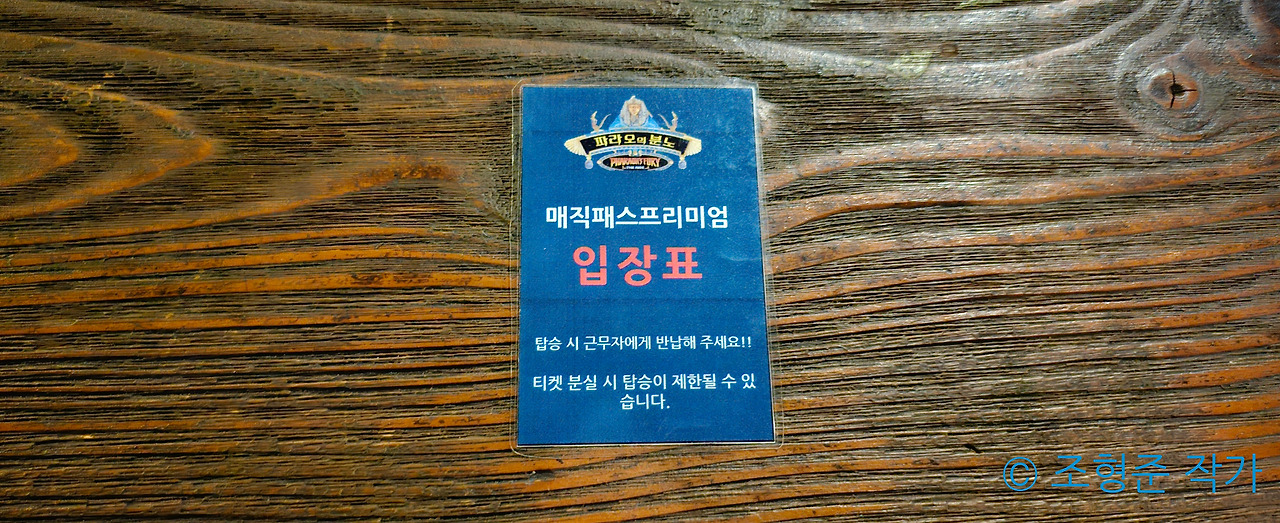 파라오의 분노
PHARAOH'S FURY
매직패스프리미엄
입장표
탑승 시 근무자에게 반납해 주세요!!
티켓 분실 시 탑승이 제한될 수 있
습니다.
© 조형준 작가